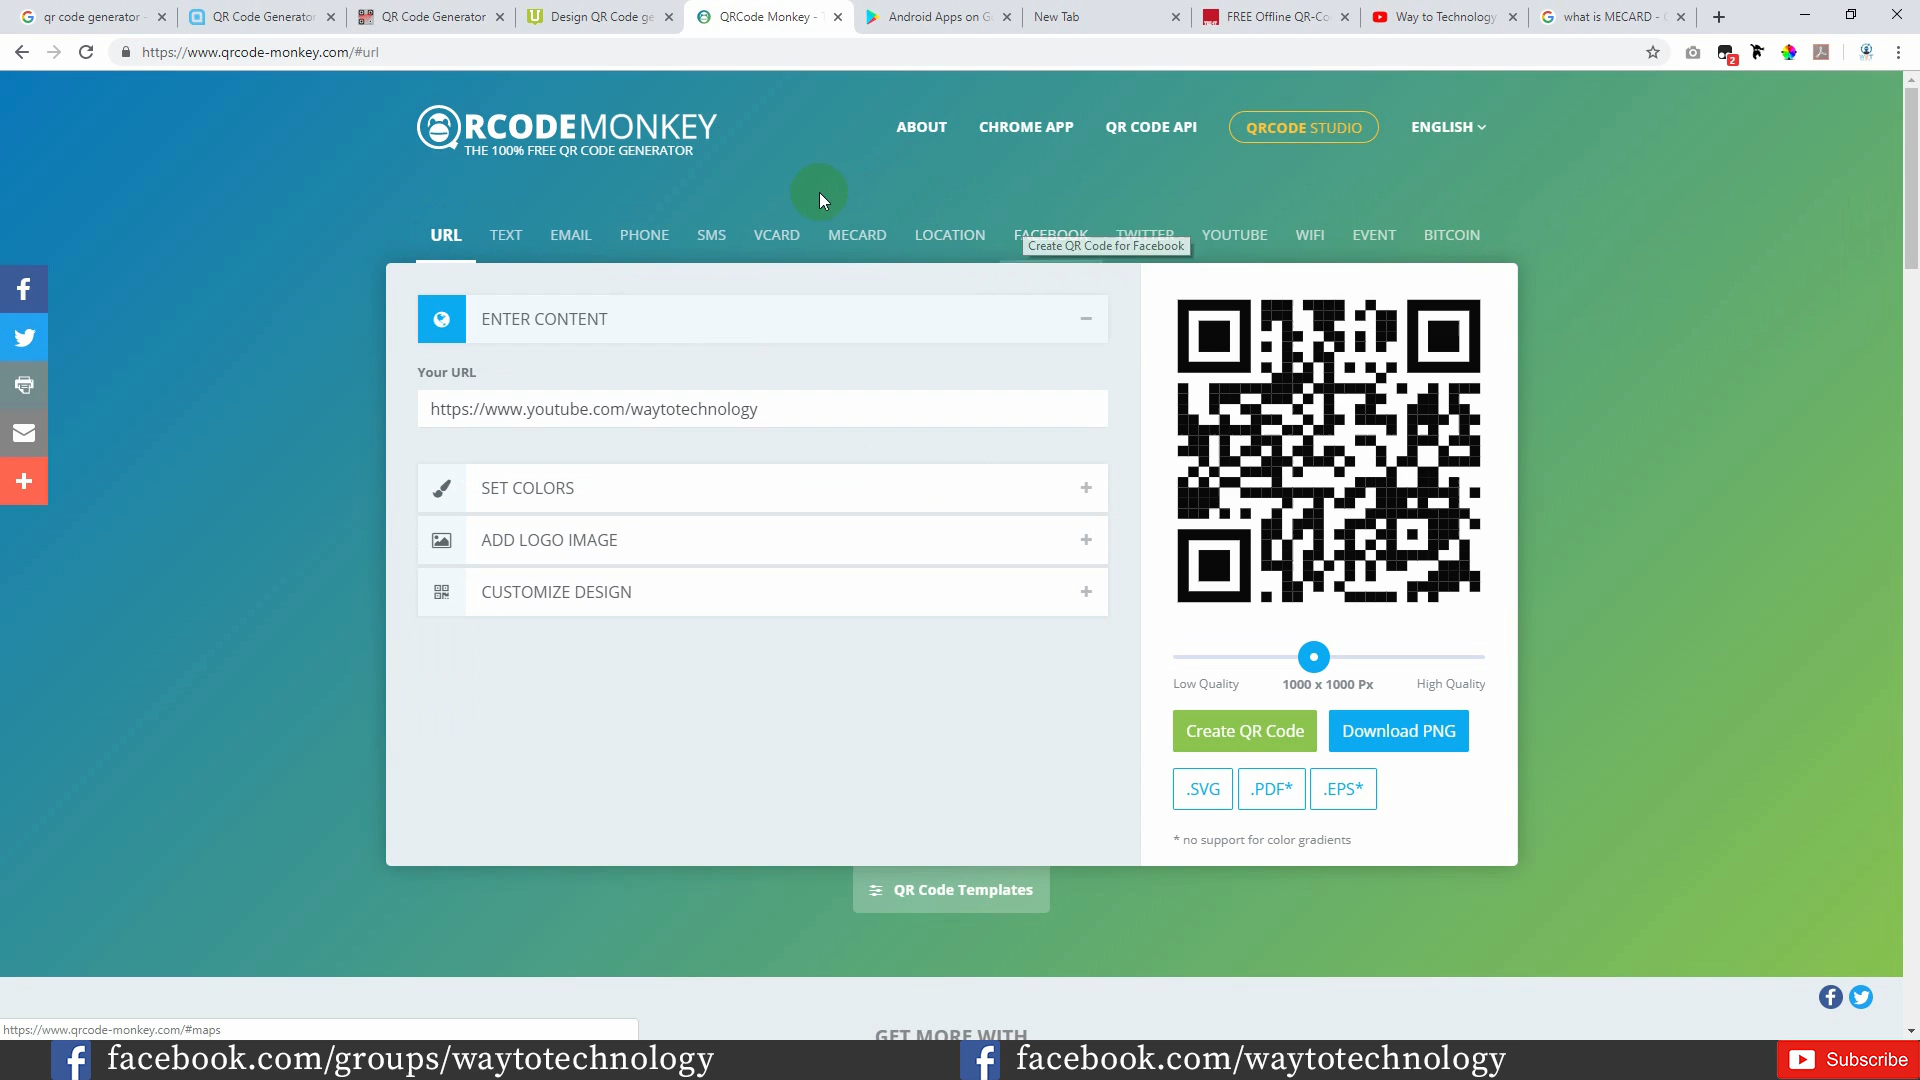 qr code generator -
QR Code Generator
QR Code Generator
Design QR Code ge
QRCode Monkey -
Android Apps on G
New Tab
FREE Offline QR-Co
Way to Technology
what is MECARD -
https://www.qrcode-monkey.com/#url
2
QRCODEMONKEY
THE 100% FREE QR CODE GENERATOR
ABOUT
CHROME APP
QR CODE API
QRCODE STUDIO
ENGLISH
URL
TEXT
EMAIL
PHONE
SMS
VCARD
MECARD
LOCATION
FACEBOOK
TWITTER
YOUTUBE
WIFI
EVENT
BITCOIN
Create QR Code for Facebook
ENTER CONTENT
Your URL
https://www.youtube.com/waytotechnology
SET COLORS
ADD LOGO IMAGE
CUSTOMIZE DESIGN
Low Quality
1000 x 1000 Px
High Quality
Create QR Code
Download PNG
.SVG
.PDF*
.EPS*
* no support for color gradients
QR Code Templates
GET MORE WITH
https://www.qrcode-monkey.com/#maps
facebook.com/groups/waytotechnology
facebook.com/waytotechnology
Subscribe